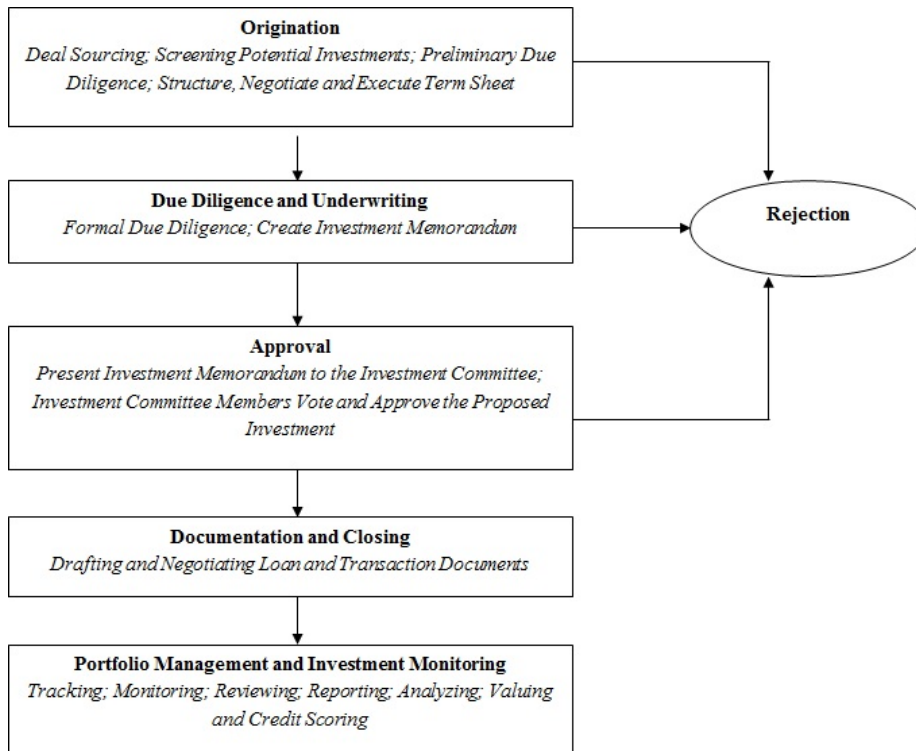 Origination
Deal Sourcing; Screening Potential Investments; Preliminary Due
Diligence; Structure, Negotiate and Execute Term Sheet
Due Diligence and Underwriting
Formal Due Diligence; Create Investment Memorandum
Rejection
Approval
Present Investment Memorandum to the Investment Committee;
Investment Committee Members Vote and Approve the Proposed
Investment
Documentation and Closing
Drafting and Negotiating Loan and Transaction Documents
Portfolio Management and Investment Monitoring
Tracking; Monitoring; Reviewing; Reporting; Analyzing; Valuing
and Credit Scoring